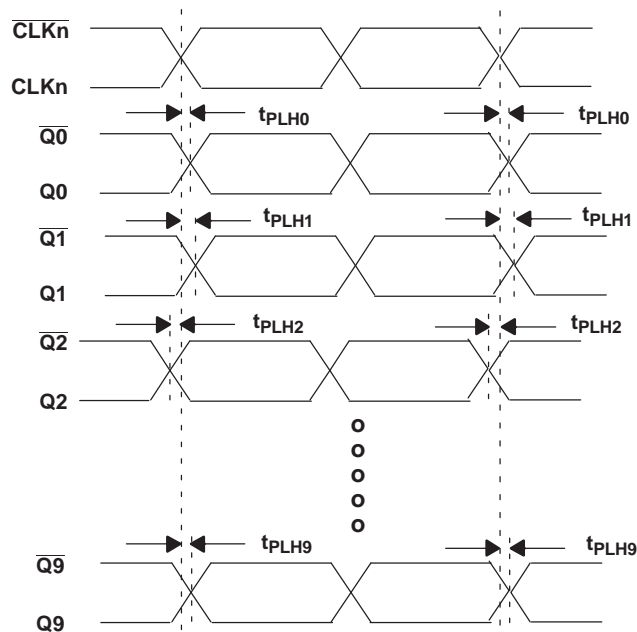 CLKn
CLKn
tPLH0 tPLH0
Q0
Q0
tPLH1 tPLH1
Q1
Q1
tPLH2 tPLH2
Q2
Q2
o
o
o
o
o
tPLH9 tPLH9
Q9
Q9